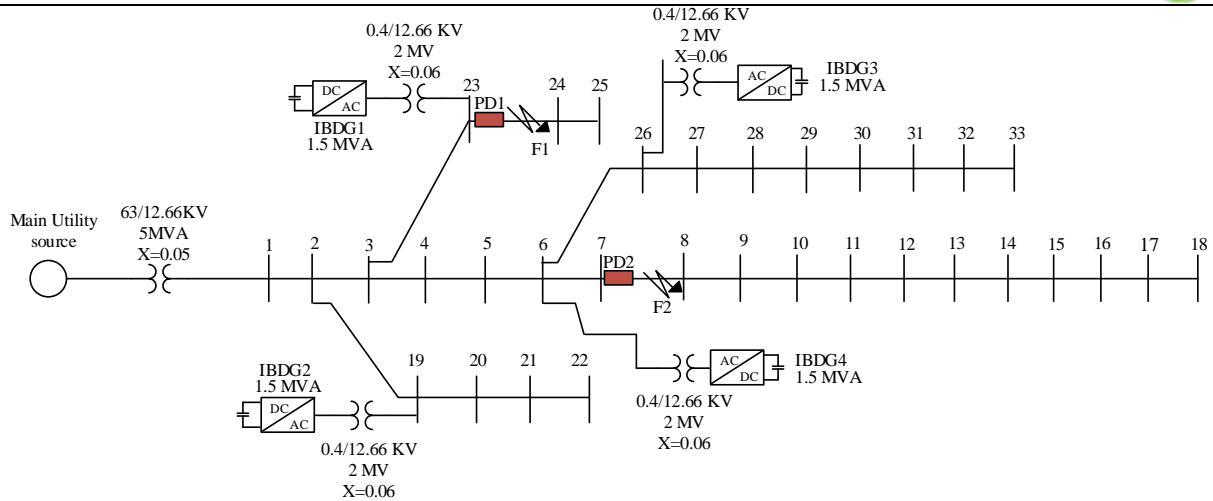 0.4/12.66 KV
2 MV
X=0.06
DC
AC
IBDG1
1.5 MVA
23
24
25
PD1
F1
0.4/12.66 KV
2 MV
X=0.06
AC
DC
IBDG3
1.5 MVA
26
27
28
29
30
31
32
33
Main Utility
source
63/12.66KV
5MVA
X=0.05
1
2
3
4
5
6
7
8
9
10
11
12
13
14
15
16
17
18
PD2
F2
IBDG2
1.5 MVA
DC
AC
0.4/12.66 KV
2 MV
X=0.06
19
20
21
22
AC
DC
IBDG4
1.5 MVA
0.4/12.66 KV
2 MV
X=0.06